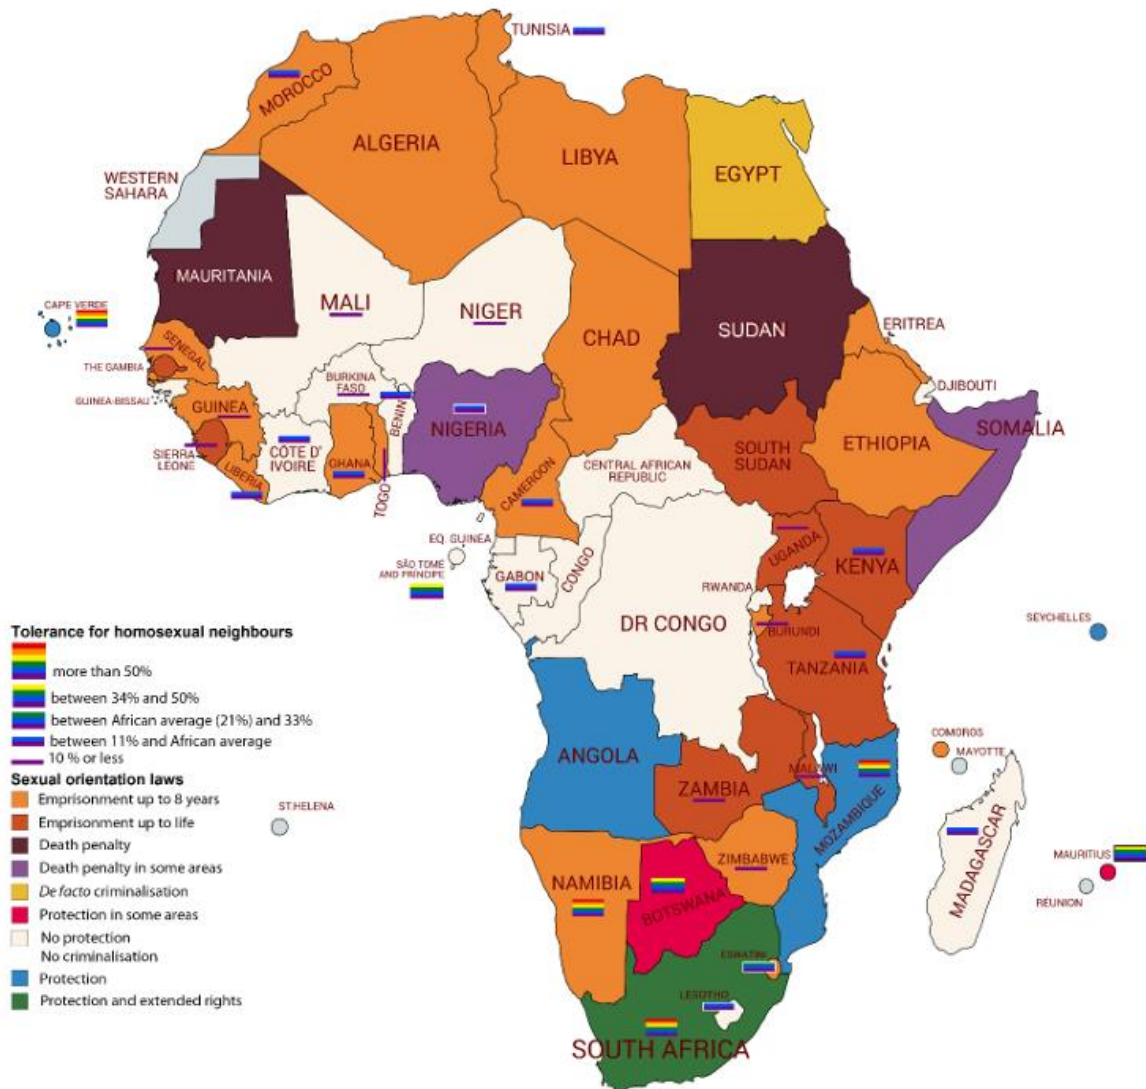 TUNISIA
MOROCCO
ALGERIA
LIBYA
EGYPT
WESTERN
SAHARA
MAURITANIA
MALI
NIGER
CHAD
SUDAN
ERITREA
CAPE VERDE
SENEGAL
THE GAMBIA
GUINEA-BISSAU
GUINEA
SIERRA
LEONE
LIBERIA
BURKINA
FASO
CÔTE D'
IVOIRE
GHANA
TOGO
BENIN
NIGERIA
CAMEROON
CENTRAL AFRICAN
REPUBLIC
SOUTH
SUDAN
ETHIOPIA
DJIBOUTI
SOMALIA
EQ. GUINEA
SÃO TOMÉ
AND PRÍNCIPE
GABON
CONGO
DR CONGO
RWANDA
BURUNDI
UGANDA
KENYA
TANZANIA
SEYCHELLES
Tolerance for homosexual neighbours
more than 50%
between 34% and 50%
between African average (21%) and 33%
between 11% and African average
10 % or less
Sexual orientation laws
Emprisonment up to 8 years
Emprisonment up to life
Death penalty
Death penalty in some areas
De facto criminalisation
Protection in some areas
No protection
No criminalisation
Protection
Protection and extended rights
ST.HELENA
ANGOLA
ZAMBIA
MALAWI
MOZAMBIQUE
COMOROS
MAYOTTE
MADAGASCAR
MAURITIUS
RÉUNION
NAMIBIA
BOTSWANA
ZIMBABWE
ESWATINI
LESOTHO
SOUTH AFRICA